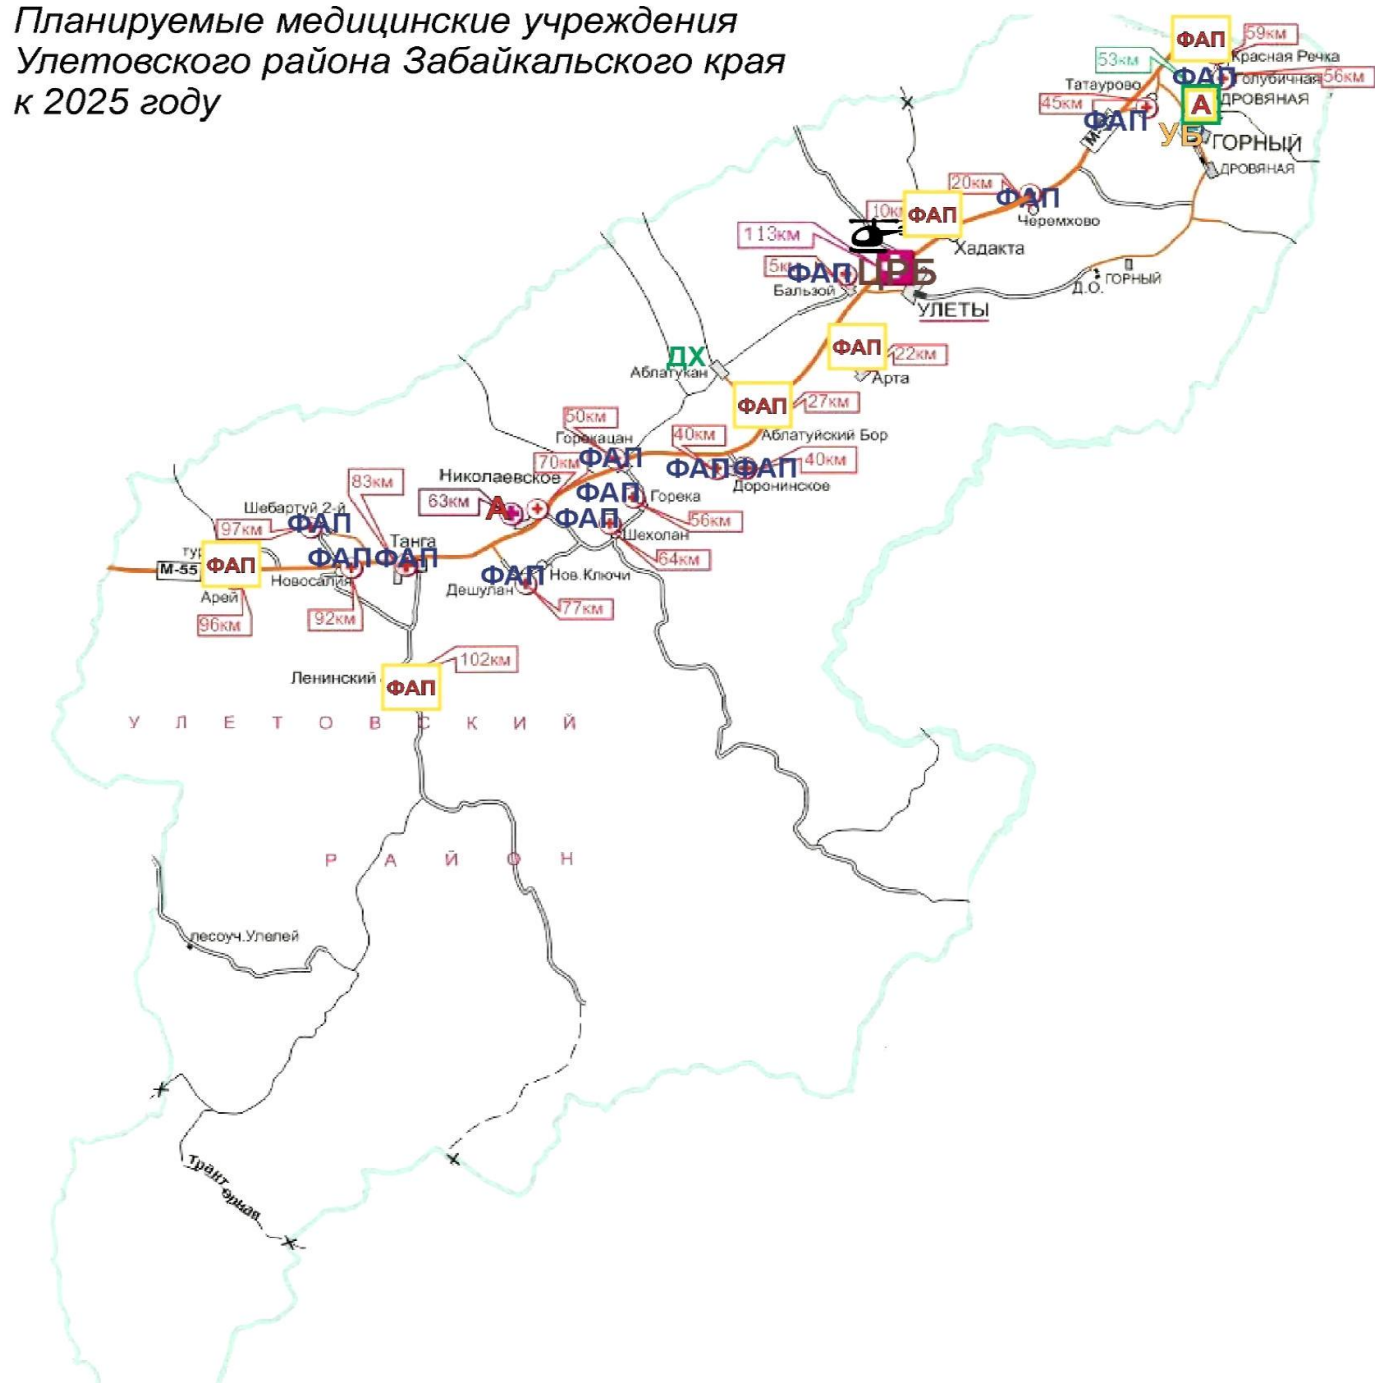 Планируемые медицинские учреждения
Улетовского района Забайкальского края
к 2025 году
ФАП
59км
Красная Речка
53км
ФАП
Голубичная
56км
Татаурово
45км
ФАП
А
ДРОВЯНАЯ
УБ
ГОРНЫЙ
ДРОВЯНАЯ
20км
ФАП
Черемхово
10км
ФАП
Хадакта
113км
5км
ФАП
ЦРБ
Бальзой
Д.О.
ГОРНЫЙ
УЛЕТЫ
ФАП
22км
Арта
ДХ
Аблатукан
ФАП
27км
Аблатуйский Бор
50км
Горекацан
ФАП
40км
ФАП
ФАП
40км
Доронинское
70км
Николаевское
83км
63км
А
ФАП
Горека
56км
ФАП
Шехолан
64км
Шебартуй 2-й
97км
ФАП
Танга
ФАП
ФАП
тур
М-55
ФАП
Новосалия
Арей
96км
92км
ФАП
Нов.Ключи
Дешулан
77км
102км
Ленинский
ФАП
УЛЕТОВСКИЙ
РАЙОН
лесоуч.Улелей